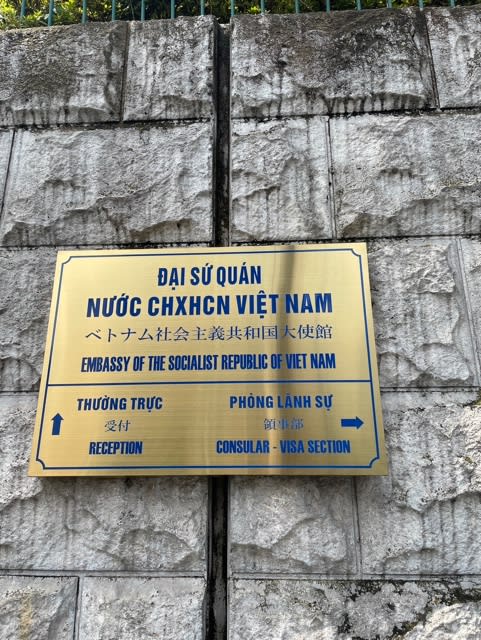 ĐẠI SỨ QUÁN
NƯỚC CHXHCN VIỆT NAM
ベトナム社会主義共和国大使館
EMBASSY OF THE SOCIALIST REPUBLIC OF VIET NAM
THƯỜNG TRỰC
受付
RECEPTION
PHÒNG LÃNH SỰ
領事部
CONSULAR - VISA SECTION